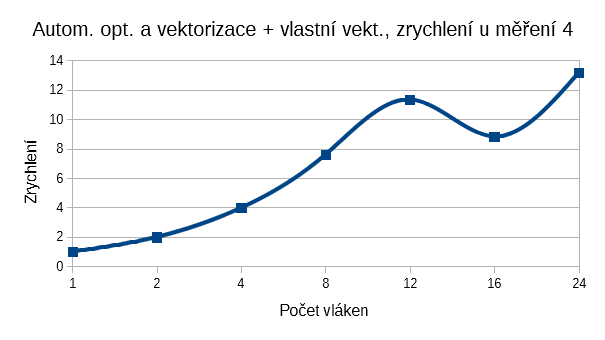 Autom. opt. a vektorizace + vlastní vekt., zrychlení u měření 4
14
12
10
8
6
4
2
0
Zrychlení
1 2 4 8 12 16 24
Počet vláken